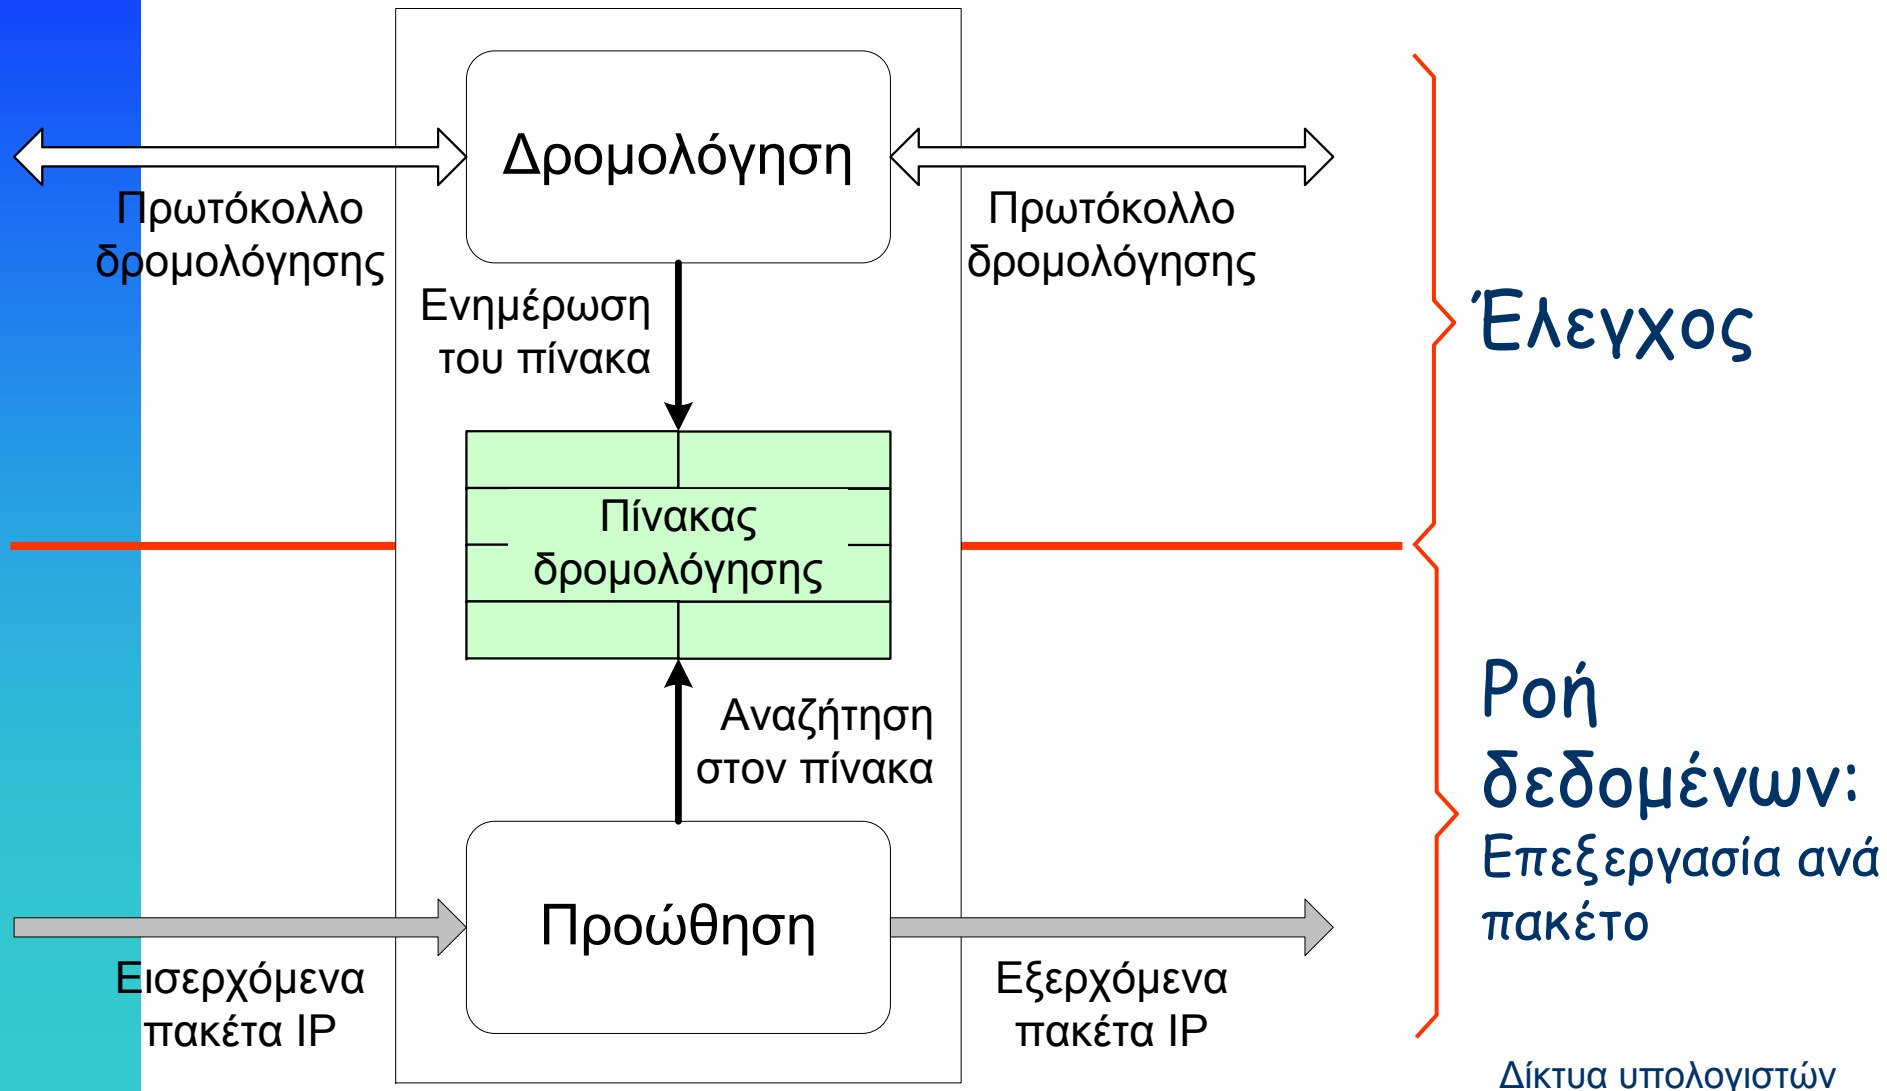 Δρομολόγηση
Πρωτόκολλο
δρομολόγησης
Πρωτόκολλο
δρομολόγησης
Ενημέρωση
του πίνακα
Έλεγχος
Πίνακας
δρομολόγησης
Αναζήτηση
στον πίνακα
Ροή
δεδομένων:
Επεξεργασία ανά
πακέτο
Προώθηση
Εισερχόμενα
πακέτα IP
Εξερχόμενα
πακέτα IP
Δίκτυα υπολογιστών